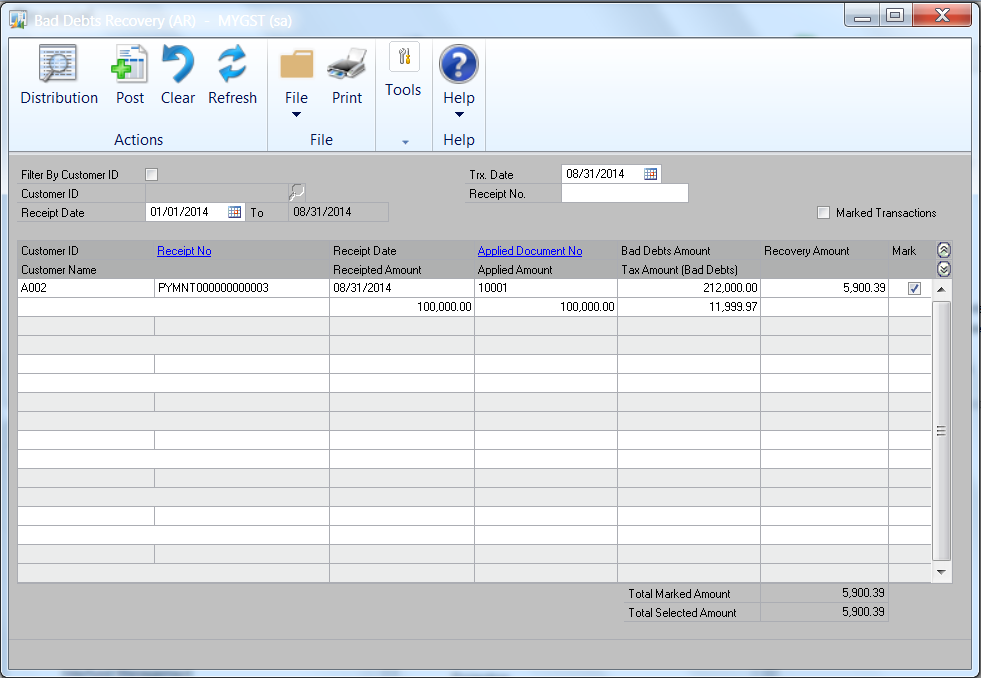 Bad Debts Recovery (AR) - MYGST (sa)
Distribution Post Clear Refresh File Print Tools Help
Actions File Help
Filter By Customer ID Trx. Date 08/31/2014
Customer ID Receipt No.
Receipt Date 01/01/2014 To 08/31/2014 Marked Transactions
Customer ID Receipt No Receipt Date Applied Document No Bad Debts Amount Recovery Amount Mark
Customer Name Receipted Amount Applied Amount Tax Amount (Bad Debts)
A002 PYMNT000000000003 08/31/2014 10001 212,000.00 5,900.39
100,000.00 100,000.00 11,999.97
Total Marked Amount 5,900.39
Total Selected Amount 5,900.39